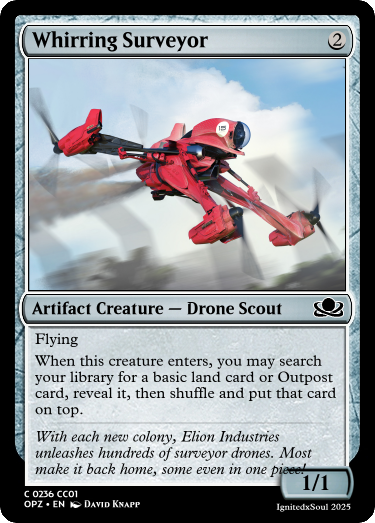 Whirring Surveyor 2
Artifact Creature — Drone Scout
Flying
When this creature enters, you may search
your library for a basic land card or Outpost
card, reveal it, then shuffle and put that card
on top.
With each new colony, Elion Industries
unleashes hundreds of surveyor drones. Most
make it back home, some even in one piece!
1/1
C 0236 CC01
OPZ • EN DAVID KNAPP
IgnitedxSoul 2025